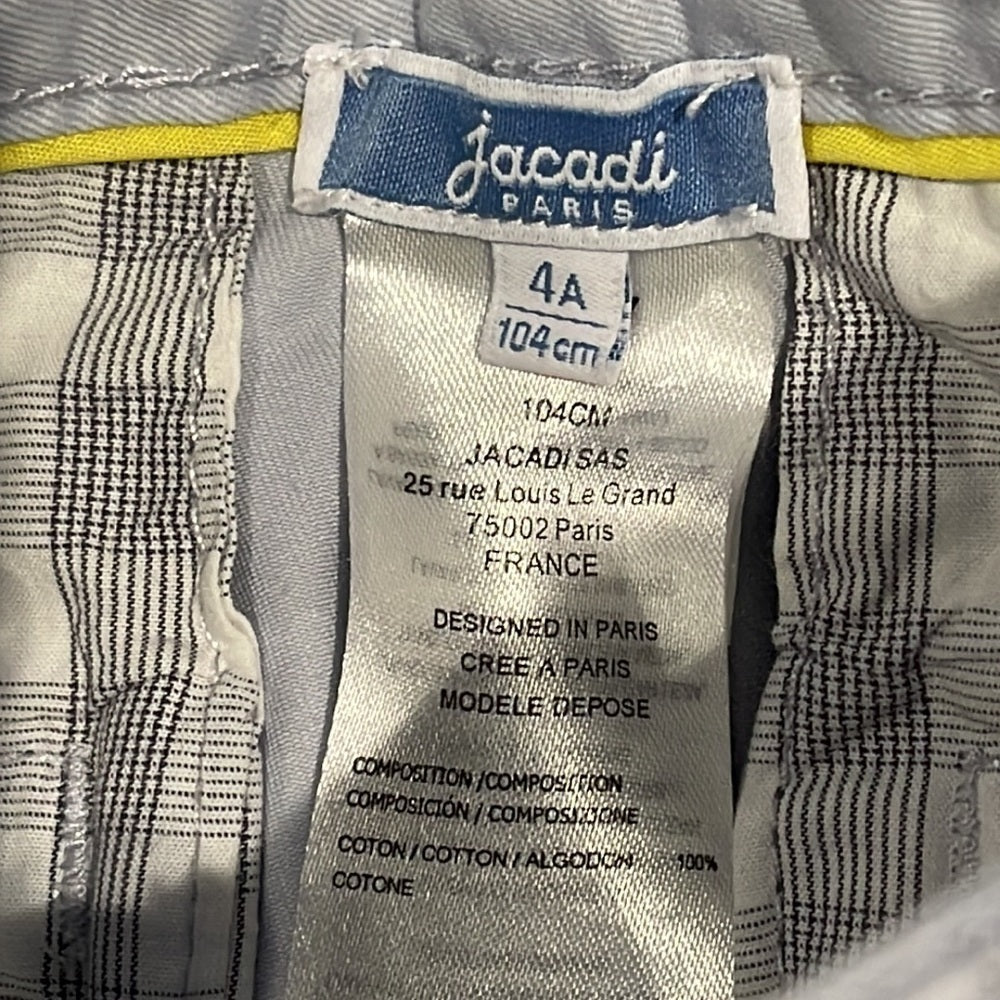 jacadi
PARIS
4A
104cm
104CM
JACADI SAS
25 rue Louis Le Grand
75002 Paris
FRANCE
DESIGNED IN PARIS
CREE A PARIS
MODELE DEPOSE
COMPOSITION / COMPOSITION
COMPOSICIÓN / COMPOSIZIONE
COTON / COTTON / ALGODON 100%
COTONE